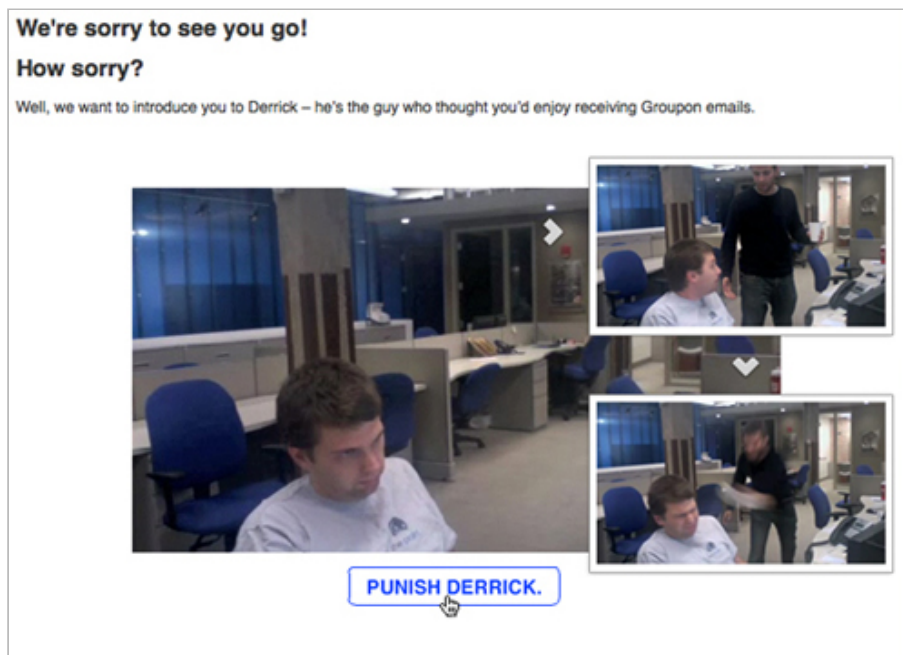 We're sorry to see you go!
How sorry?
Well, we want to introduce you to Derrick – he's the guy who thought you'd enjoy receiving Groupon emails.
PUNISH DERRICK.